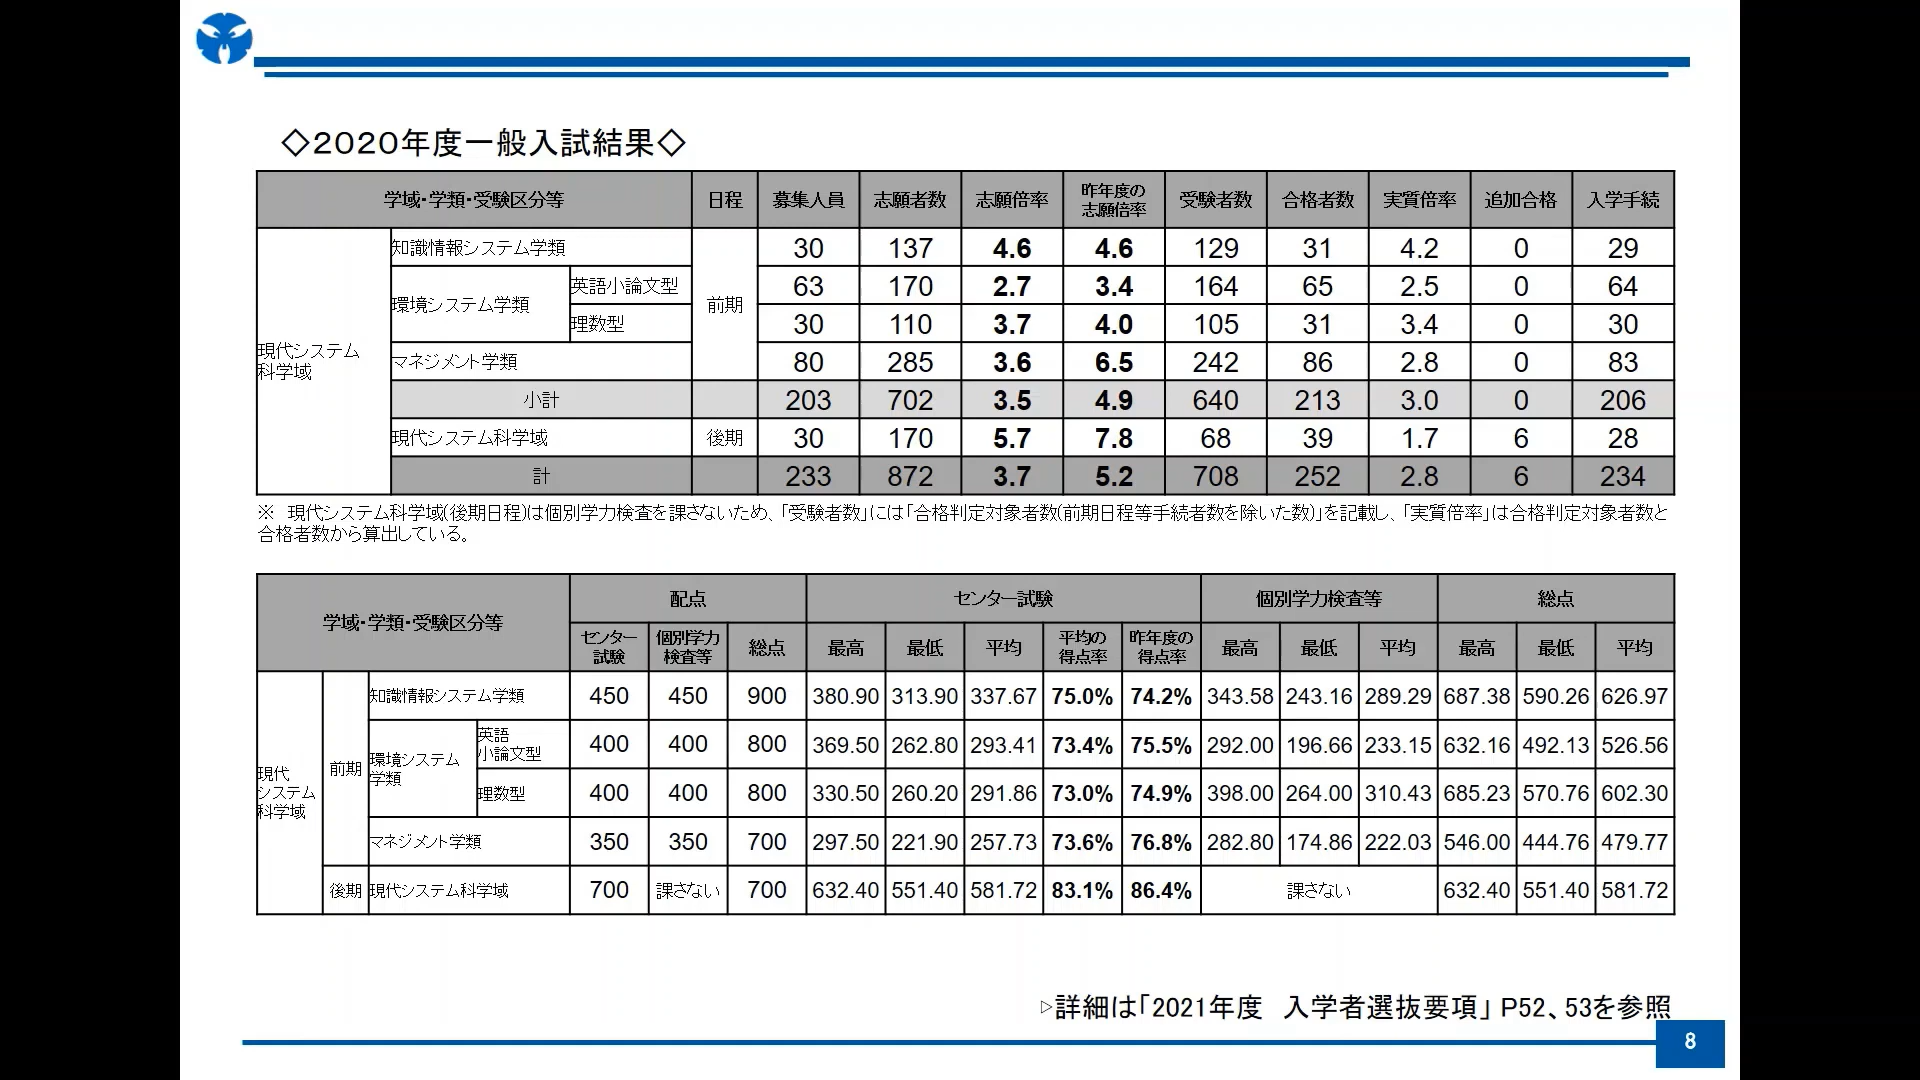 ◇２０２０年度一般入試結果◇
学域・学類・受験区分等 日程 募集人員 志願者数 志願倍率 昨年度の志願倍率 受験者数 合格者数 実質倍率 追加合格 入学手続
現代システム科学域
知識情報システム学類 前期 30 137 4.6 4.6 129 31 4.2 0 29
環境システム学類 英語小論文型 63 170 2.7 3.4 164 65 2.5 0 64
理数型 30 110 3.7 4.0 105 31 3.4 0 30
マネジメント学類 80 285 3.6 6.5 242 86 2.8 0 83
小計 203 702 3.5 4.9 640 213 3.0 0 206
現代システム科学域 後期 30 170 5.7 7.8 68 39 1.7 6 28
計 233 872 3.7 5.2 708 252 2.8 6 234
※　現代システム科学域(後期日程)は個別学力検査を課さないため、「受験者数」には「合格判定対象者数(前期日程等手続者数を除いた数)」を記載し、「実質倍率」は合格判定対象者数と
合格者数から算出している。
学域・学類・受験区分等 配点 センター試験 個別学力検査等 総点
センター試験 個別学力検査等 総点 最高 最低 平均 平均の得点率 昨年度の得点率 最高 最低 平均 最高 最低 平均
現代システム科学域
前期 知識情報システム学類 450 450 900 380.90 313.90 337.67 75.0% 74.2% 343.58 243.16 289.29 687.38 590.26 626.97
環境システム学類 英語小論文型 400 400 800 369.50 262.80 293.41 73.4% 75.5% 292.00 196.66 233.15 632.16 492.13 526.56
理数型 400 400 800 330.50 260.20 291.86 73.0% 74.9% 398.00 264.00 310.43 685.23 570.76 602.30
マネジメント学類 350 350 700 297.50 221.90 257.73 73.6% 76.8% 282.80 174.86 222.03 546.00 444.76 479.77
後期 現代システム科学域 700 課さない 700 632.40 551.40 581.72 83.1% 86.4% 課さない 632.40 551.40 581.72
▷詳細は「2021年度　入学者選抜要項」 P52、53を参照
8